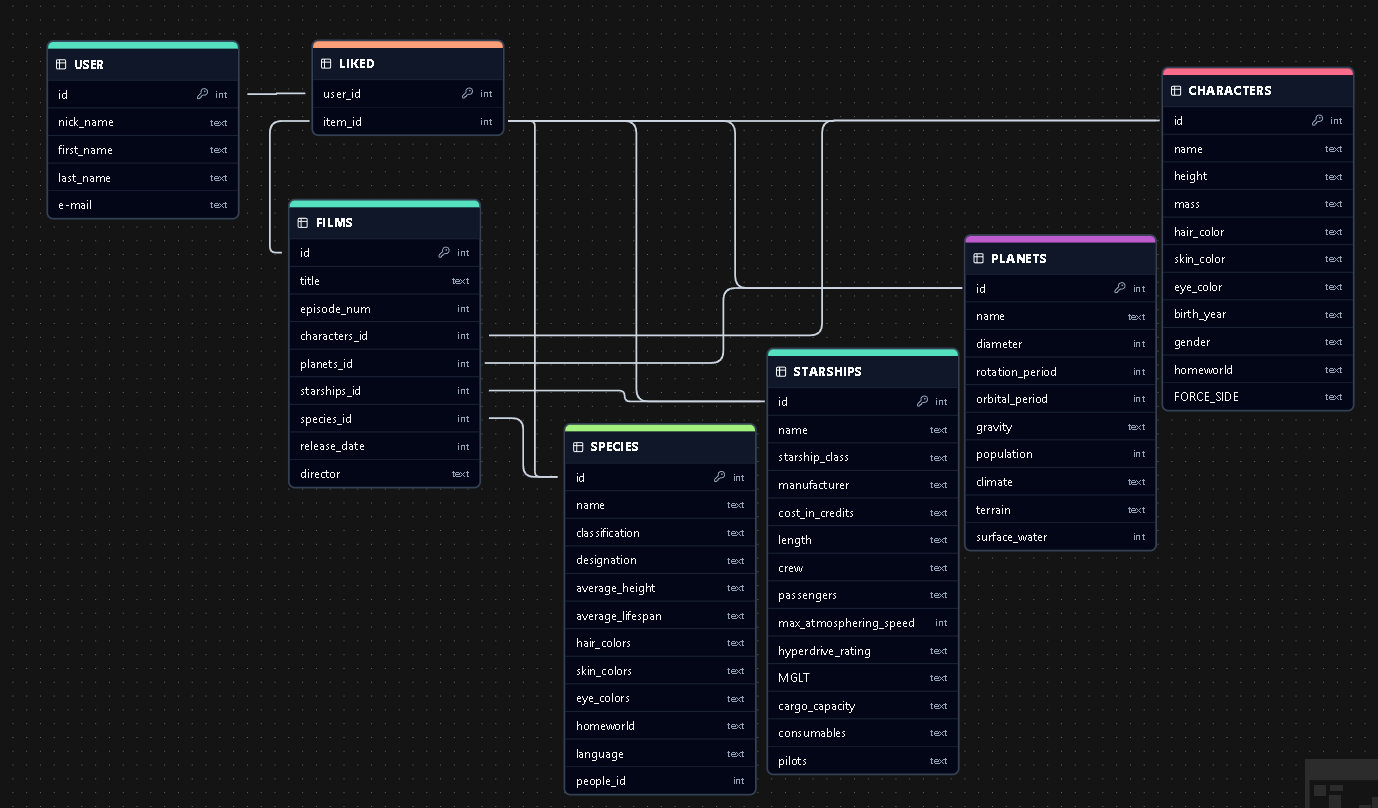 USER
id int
nick_name text
first_name text
last_name text
e-mail text
LIKED
user_id int
item_id int
FILMS
id int
title text
episode_num int
characters_id int
planets_id int
starships_id int
species_id int
release_date int
director text
SPECIES
id int
name text
classification text
designation text
average_height text
average_lifespan text
hair_colors text
skin_colors text
eye_colors text
homeworld text
language text
people_id int
STARSHIPS
id int
name text
starship_class text
manufacturer text
cost_in_credits text
length text
crew text
passengers text
max_atmosphering_speed int
hyperdrive_rating text
MGLT text
cargo_capacity text
consumables text
pilots text
PLANETS
id int
name text
diameter int
rotation_period int
orbital_period int
gravity text
population int
climate text
terrain text
surface_water int
CHARACTERS
id int
name text
height text
mass text
hair_color text
skin_color text
eye_color text
birth_year text
gender text
homeworld text
FORCE_SIDE text